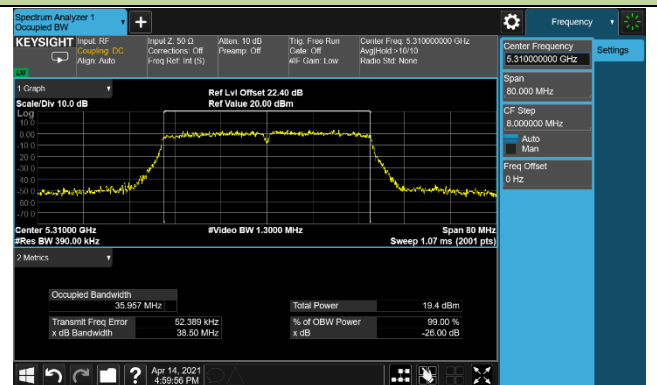 Spectrum Analyzer 1
Occupied BW
Frequency
KEYSIGHT
Input: RF
Coupling: DC
Align: Auto
Input Z: 50 Ω
Corrections: Off
Freq Ref: Int (S)
Atten: 10 dB
Preamp: Off
Trig: Free Run
Gate: Off
#IF Gain: Low
Center Freq: 5.310000000 GHz
Avg|Hold:>10/10
Radio Std: None
Center Frequency
5.310000000 GHz
Settings
Span
80.000 MHz
CF Step
8.000000 MHz
Auto
Man
Freq Offset
0 Hz
1 Graph
Scale/Div 10.0 dB
Ref Lvl Offset 22.40 dB
Ref Value 20.00 dBm
Log
10.0
0.00
-10.0
-20.0
-30.0
-40.0
-50.0
-60.0
-70.0
Center 5.31000 GHz
#Res BW 390.00 kHz
#Video BW 1.3000 MHz
Span 80 MHz
Sweep 1.07 ms (2001 pts)
2 Metrics
Occupied Bandwidth
35.957 MHz
Total Power
19.4 dBm
Transmit Freq Error
52.389 kHz
% of OBW Power
99.00 %
x dB Bandwidth
38.50 MHz
x dB
-26.00 dB
?
Apr 14, 2021
4:59:56 PM